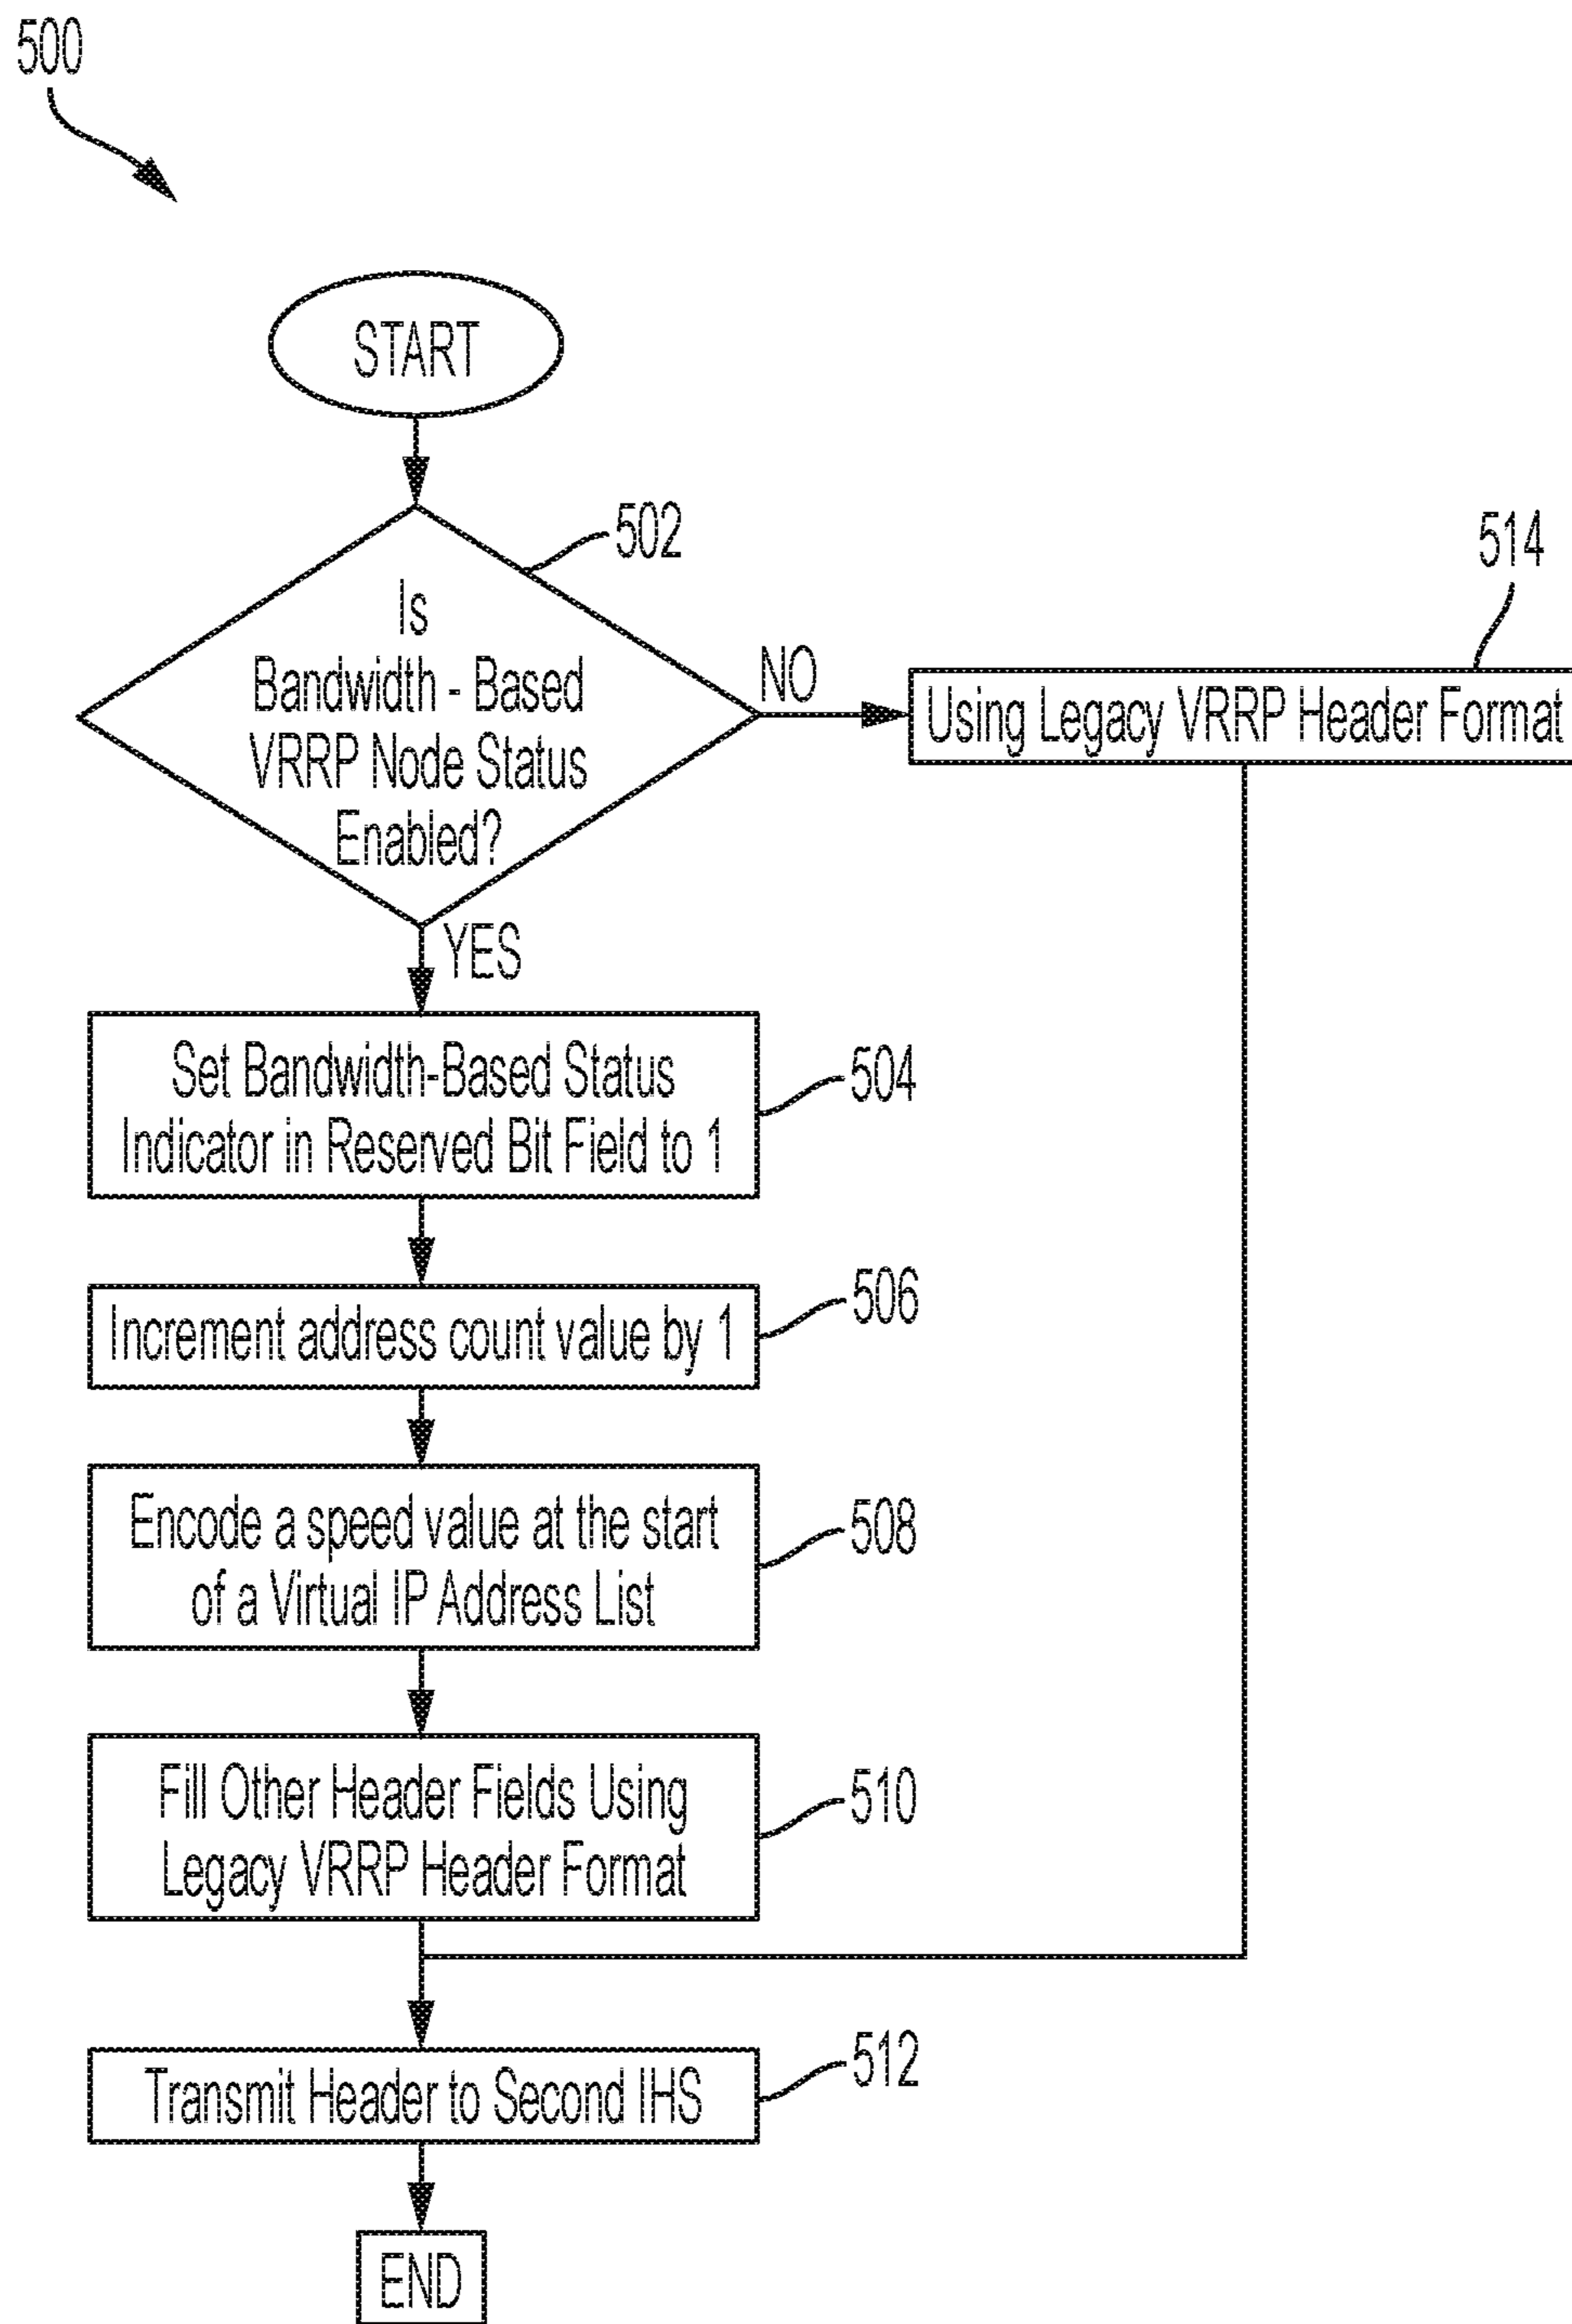 500
START
502
Is
Bandwidth - Based
VRRP Node Status
Enabled?
NO
514
Using Legacy VRRP Header Format
YES
Set Bandwidth-Based Status
Indicator in Reserved Bit Field to 1
504
Increment address count value by 1
506
Encode a speed value at the start
of a Virtual IP Address List
508
Fill Other Header Fields Using
Legacy VRRP Header Format
510
Transmit Header to Second IHS
512
END